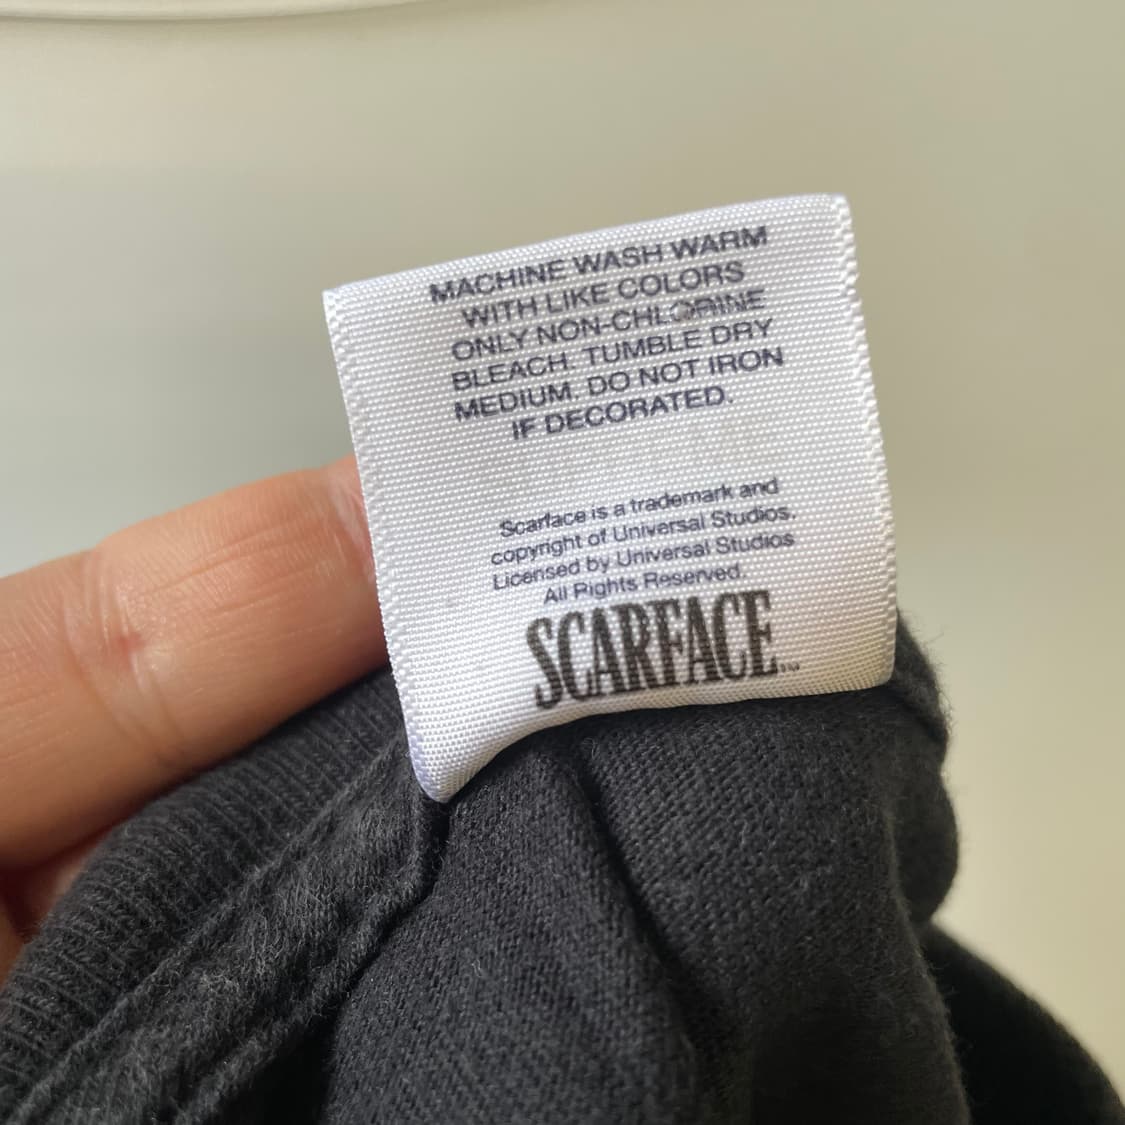 MACHINE WASH WARM
WITH LIKE COLORS
ONLY NON-CHLORINE
BLEACH. TUMBLE DRY
MEDIUM. DO NOT IRON
IF DECORATED.
Scarface is a trademark and
copyright of Universal Studios.
Licensed by Universal Studios
All Rights Reserved.
SCARFACE